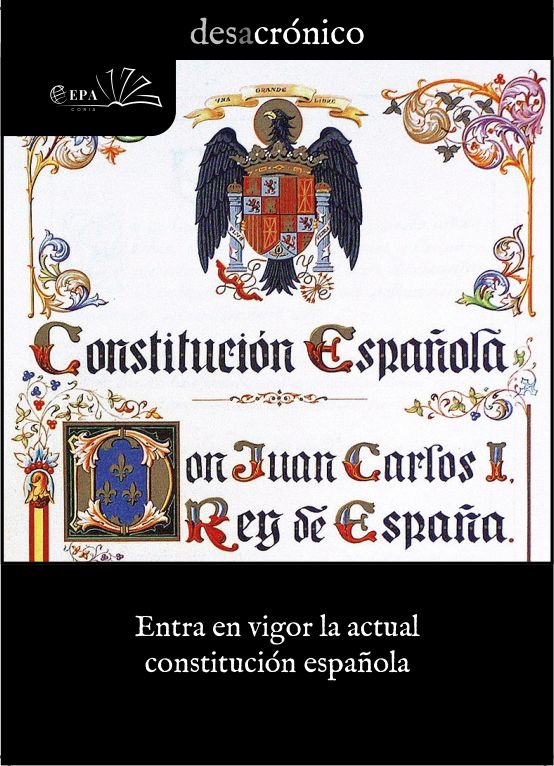 desacrónico
EPA
CORIA
UNA GRANDE LIBRE
Constitución Española
Don Juan Carlos I,
Rey de España.
Entra en vigor la actual
constitución española